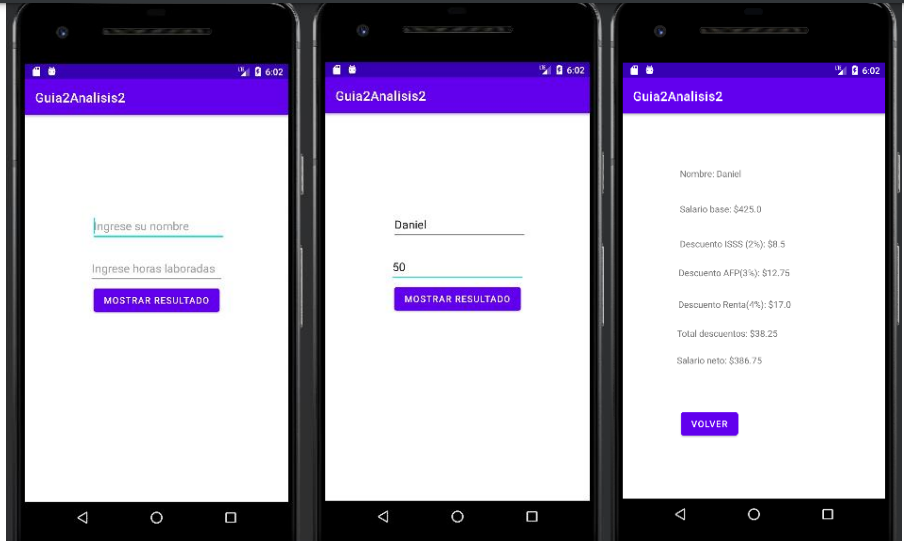 6:02
Guia2Analisis2
Ingrese su nombre
Ingrese horas laboradas
MOSTRAR RESULTADO
6:02
Guia2Analisis2
Daniel
50
MOSTRAR RESULTADO
6:02
Guia2Analisis2
Nombre: Daniel
Salario base: $425.0
Descuento ISSS (2%): $8.5
Descuento AFP(3%): $12.75
Descuento Renta(4%): $17.0
Total descuentos: $38.25
Salario neto: $386.75
VOLVER